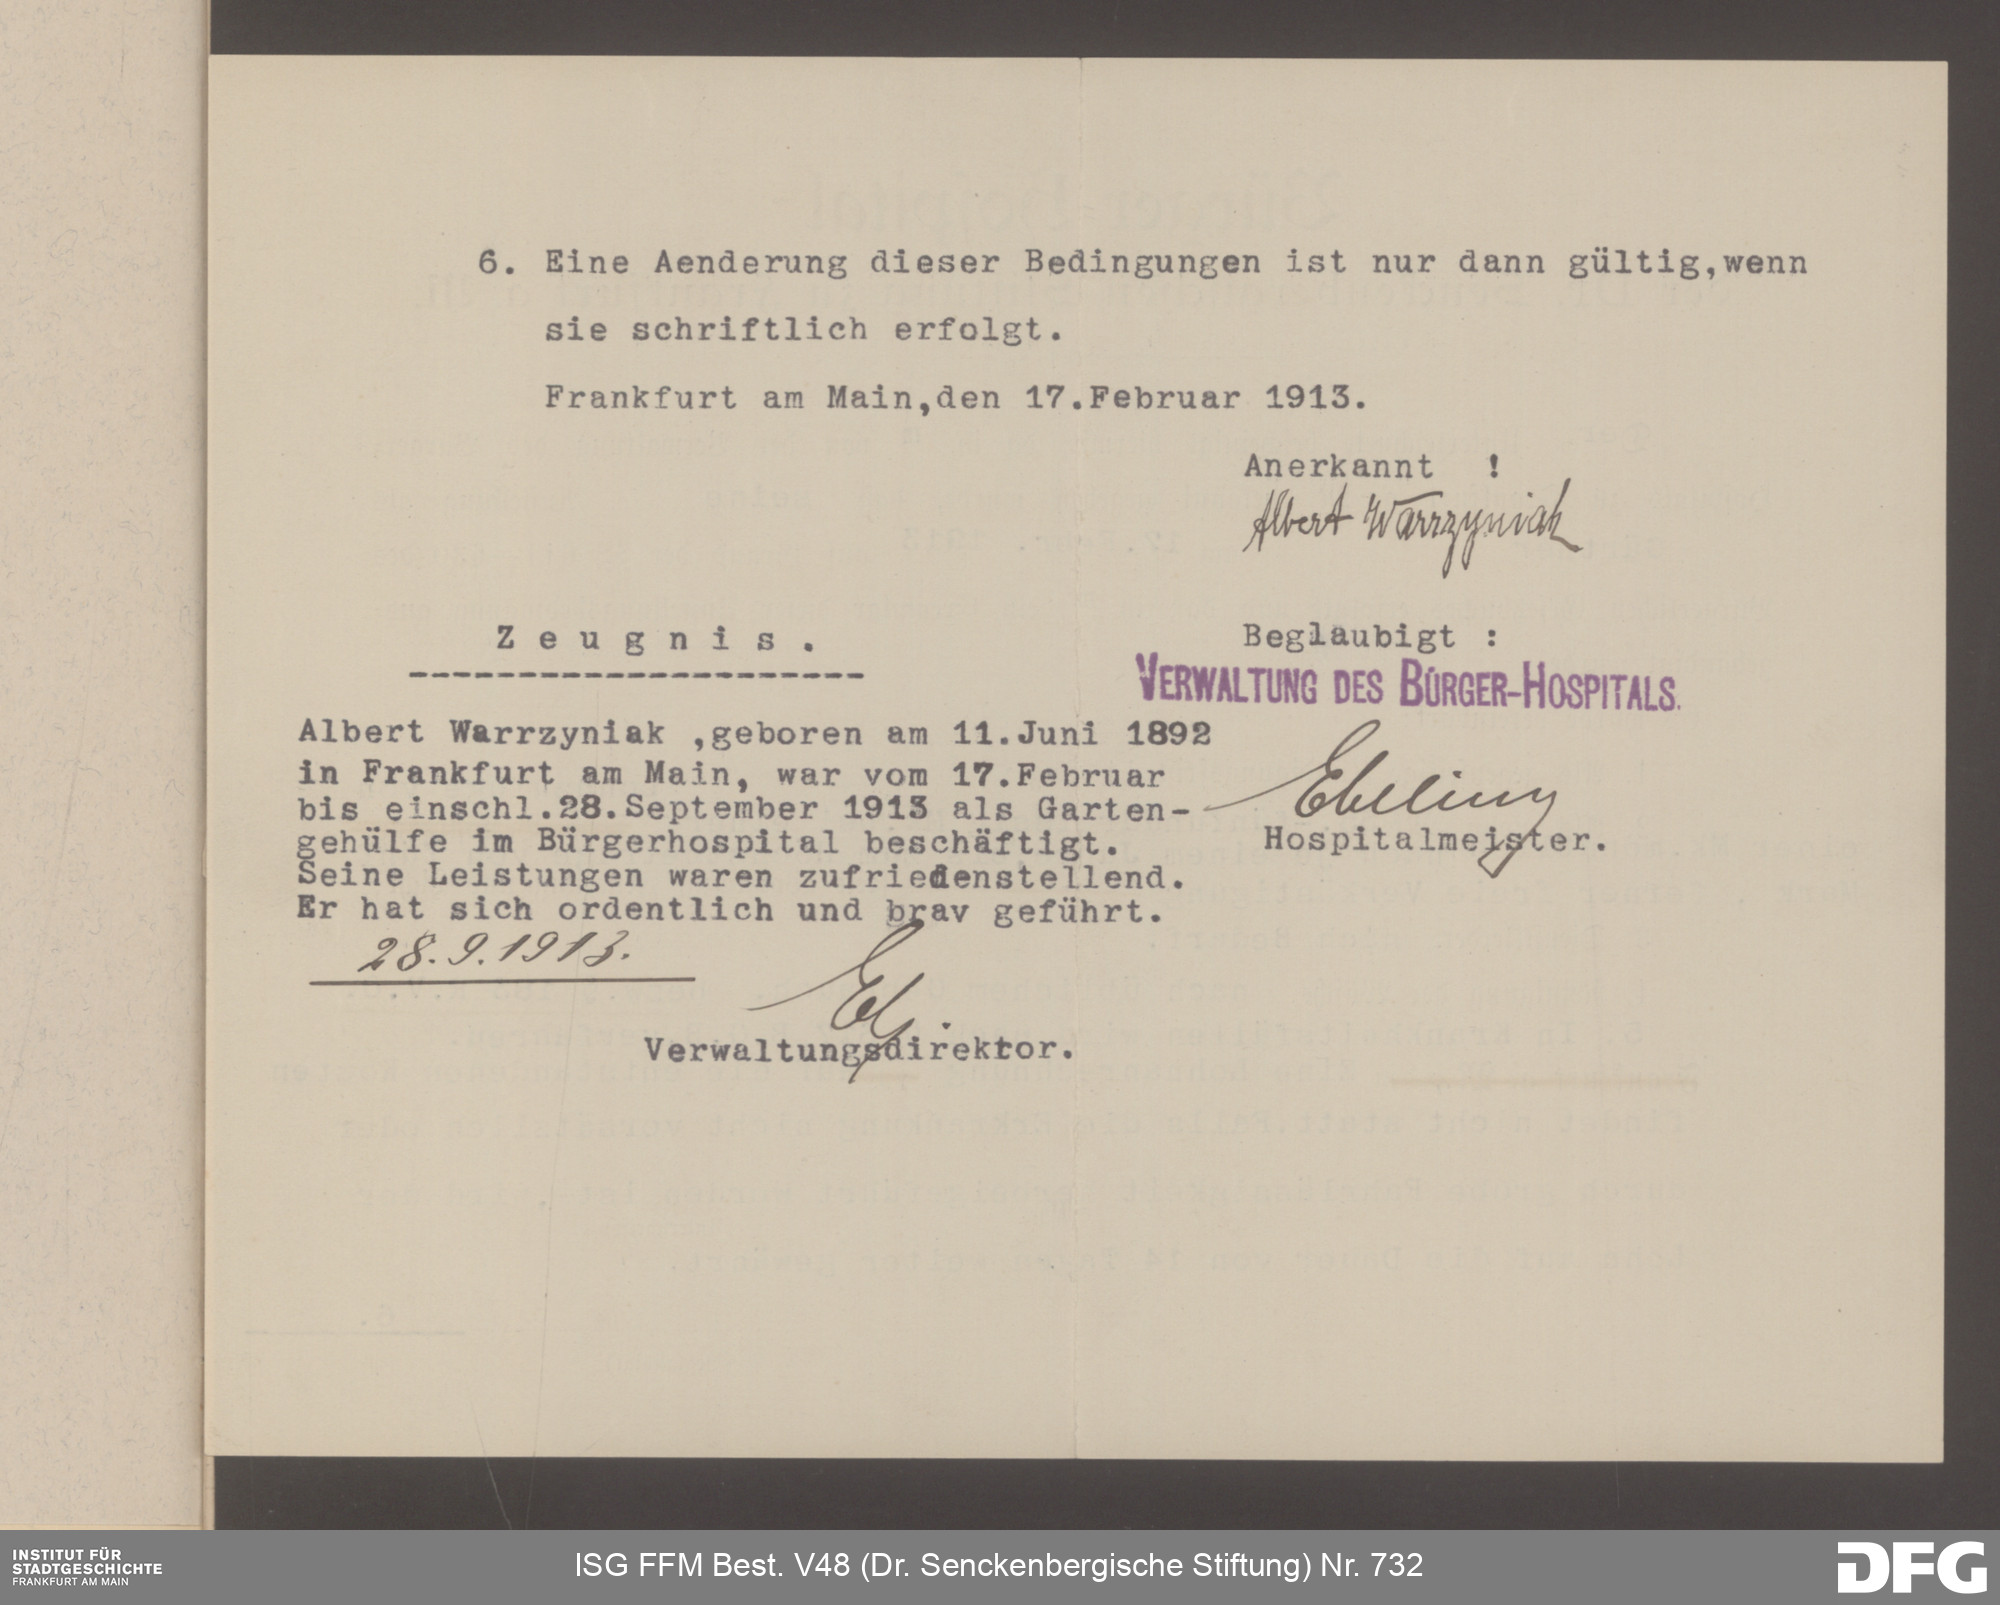 6. Eine Aenderung dieser Bedingungen ist nur dann gültig,wenn
sie schriftlich erfolgt.
Frankfurt am Main,den 17.Februar 1913.
Anerkannt !
Albert Warrzyniak
Beglaubigt :
VERWALTUNG DES BÜRGER-HOSPITALS.
Ebeling
Hospitalmeister.
Zeugnis.
Albert Warrzyniak ,geboren am 11.Juni 1892
in Frankfurt am Main, war vom 17.Februar
bis einschl.28.September 1913 als Garten-
gehülfe im Bürgerhospital beschäftigt.
Seine Leistungen waren zufriedenstellend.
Er hat sich ordentlich und brav geführt.
28.9.1913.
Verwaltungsdirektor.
INSTITUT FÜR
STADTGESCHICHTE
FRANKFURT AM MAIN
ISG FFM Best. V48 (Dr. Senckenbergische Stiftung) Nr. 732
DFG